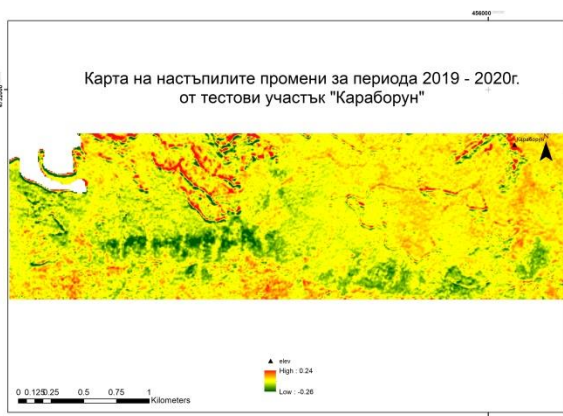 456000
Карта на настъпилите промени за периода 2019 - 2020г.
от тестови участък "Караборун"
Караборун
N
elev
High : 0.24
Low : -0.26
0 0.125 0.25 0.5 0.75 1
Kilometers